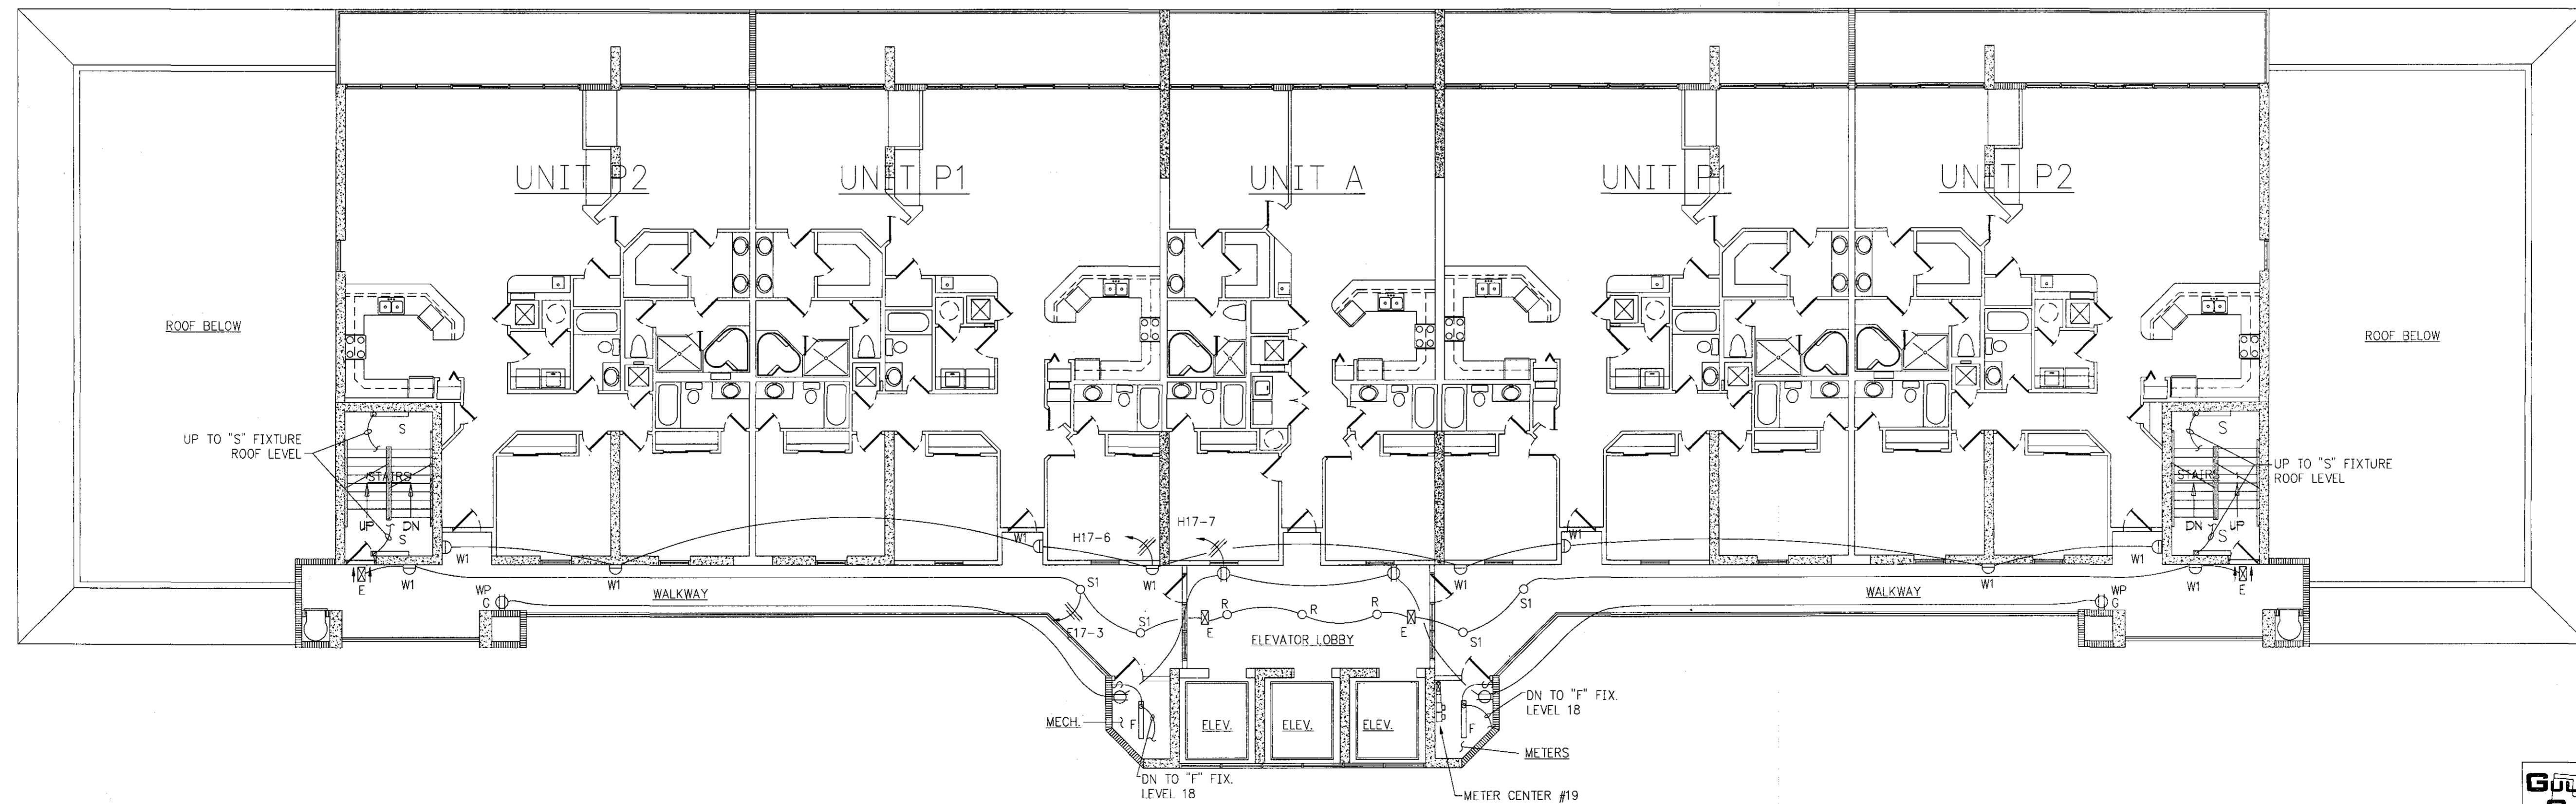 UNIT P2
UNIT P1
UNIT A
UNIT P1
UNIT P2
ROOF BELOW
ROOF BELOW
UP TO "S" FIXTURE
ROOF LEVEL
S
STAIRS
UP
DN
S
S
STAIRS
DN
UP
S
UP TO "S" FIXTURE
ROOF LEVEL
H17-7
H17-6
W1
W1
W1
W1
W1
W1
W1
W1
W1
W1
E
E
WP
G
WALKWAY
S1
E17-3
S1
E
R
R
R
E
ELEVATOR LOBBY
S1
S1
WALKWAY
WP
G
S
MECH.
F
ELEV.
ELEV.
ELEV.
F
DN TO "F" FIX.
LEVEL 18
METERS
DN TO "F" FIX.
LEVEL 18
METER CENTER #19